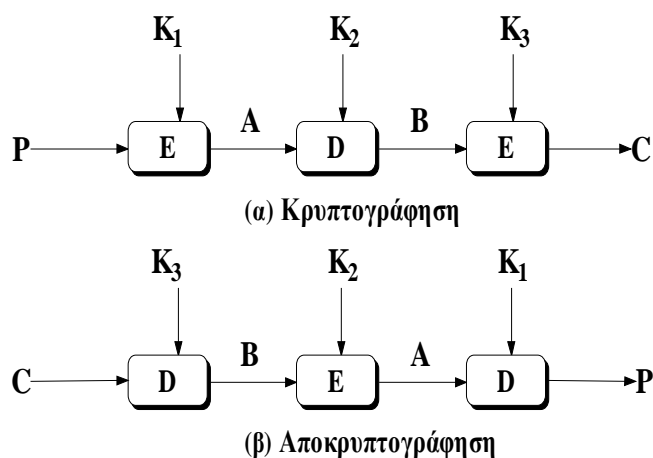 K₁ K₂ K₃
A B
P E D E C
(α) Κρυπτογράφηση
K₃ K₂ K₁
B A
C D E D P
(β) Αποκρυπτογράφηση